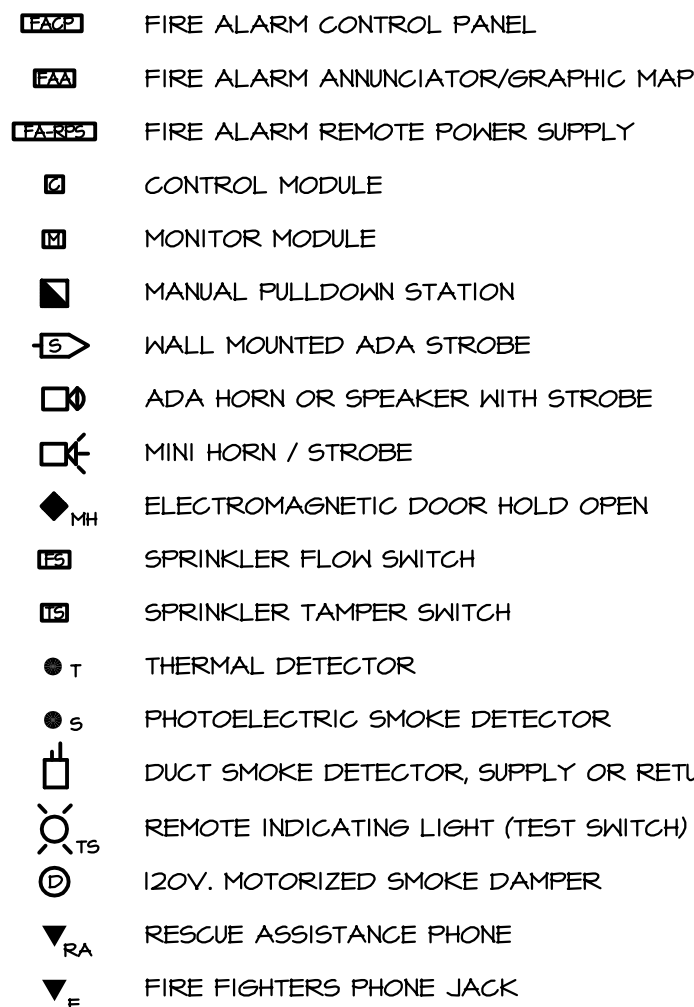 FACP FIRE ALARM CONTROL PANEL
FAA FIRE ALARM ANNUNCIATOR/GRAPHIC MAP
FA-RPS FIRE ALARM REMOTE POWER SUPPLY
C CONTROL MODULE
M MONITOR MODULE
MANUAL PULLDOWN STATION
S WALL MOUNTED ADA STROBE
ADA HORN OR SPEAKER WITH STROBE
MINI HORN / STROBE
MH ELECTROMAGNETIC DOOR HOLD OPEN
FS SPRINKLER FLOW SWITCH
TS SPRINKLER TAMPER SWITCH
T THERMAL DETECTOR
S PHOTOELECTRIC SMOKE DETECTOR
DUCT SMOKE DETECTOR, SUPPLY OR
TS REMOTE INDICATING LIGHT (TEST SWITCH)
D 120V. MOTORIZED SMOKE DAMPER
RA RESCUE ASSISTANCE PHONE
F FIRE FIGHTERS PHONE JACK